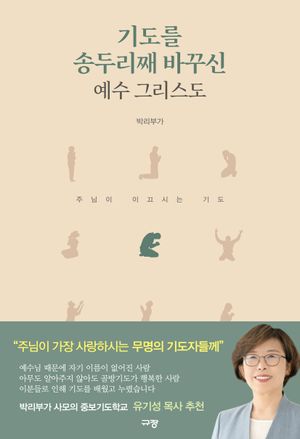 기도를
송두리째 바꾸신
예수 그리스도
박리부가
주님이 이끄시는 기도
“주님이 가장 사랑하시는 무명의 기도자들께”
예수님 때문에 자기 이름이 없어진 사람
아무도 알아주지 않아도 골방기도가 행복한 사람
이분들로 인해 기도를 배웠고 누렸습니다
박리부가 사모의 중보기도학교 유기성 목사 추천
규장